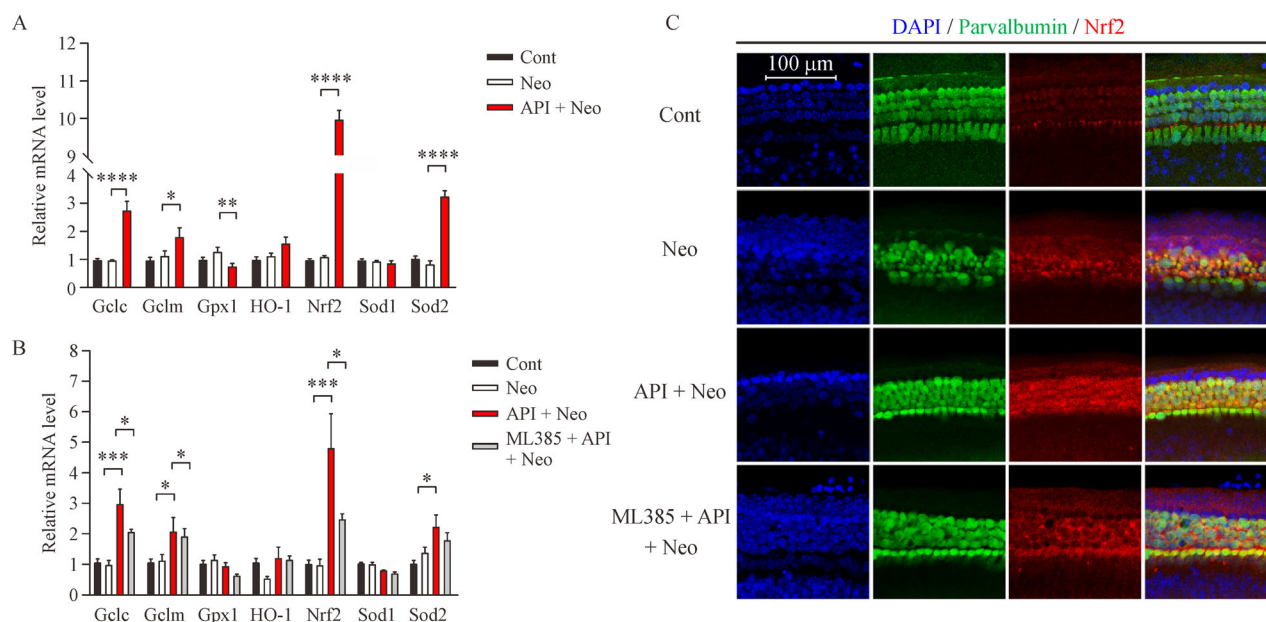 A
Relative mRNA level
12
11
10
9
4
3
2
1
0
Cont
Neo
API + Neo
****
*
**
****
****
Gclc Gclm Gpx1 HO-1 Nrf2 Sod1 Sod2
B
Relative mRNA level
8
7
6
5
4
3
2
1
0
Cont
Neo
API + Neo
ML385 + API
+ Neo
*
***
*
*
*
***
*
Gclc Gclm Gpx1 HO-1 Nrf2 Sod1 Sod2
C
DAPI / Parvalbumin / Nrf2
100 μm
Cont
Neo
API + Neo
ML385 + API
+ Neo